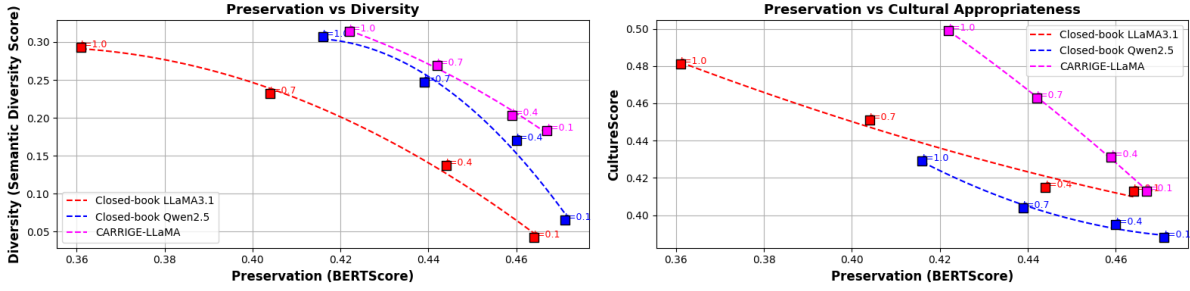 Preservation vs Diversity
Diversity (Semantic Diversity Score)
0.30
0.25
0.20
0.15
0.10
0.05
t=1.0
t=0.7
t=0.4
t=0.1
t=1.0
t=0.7
t=0.4
t=0.1
t=1.0
t=0.7
t=0.4
t=0.1
Closed-book LLaMA3.1
Closed-book Qwen2.5
CARRIGE-LLaMA
0.36 0.38 0.40 0.42 0.44 0.46
Preservation (BERTScore)
Preservation vs Cultural Appropriateness
CultureScore
0.50
0.48
0.46
0.44
0.42
0.40
t=1.0
t=0.7
t=0.4
t=0.1
t=1.0
t=0.7
t=0.4
t=0.1
t=1.0
t=0.7
t=0.4
t=0.1
Closed-book LLaMA3.1
Closed-book Qwen2.5
CARRIGE-LLaMA
0.36 0.38 0.40 0.42 0.44 0.46
Preservation (BERTScore)